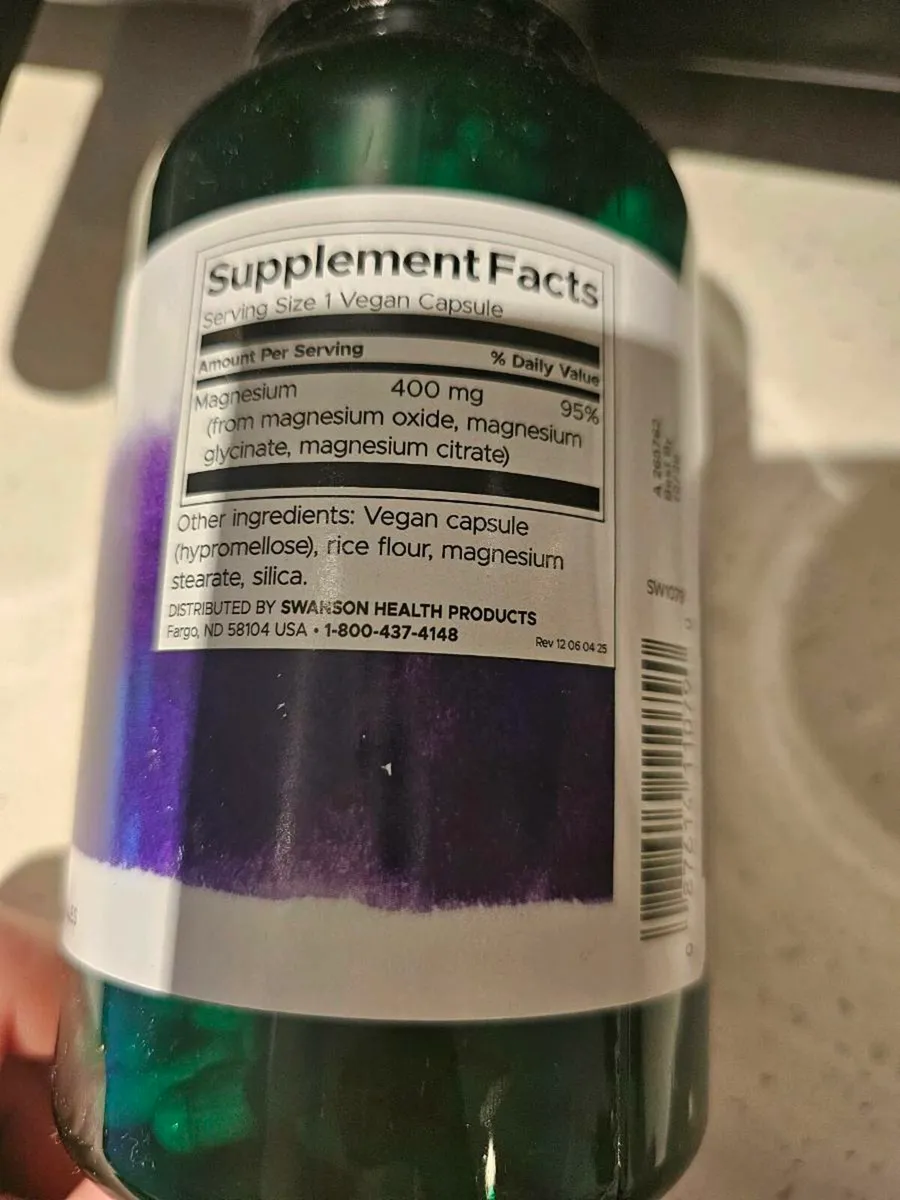 Supplement Facts
Serving Size 1 Vegan Capsule
Amount Per Serving % Daily Value
Magnesium 400 mg 95%
(from magnesium oxide, magnesium
glycinate, magnesium citrate)
Other ingredients: Vegan capsule
(hypromellose), rice flour, magnesium
stearate, silica.
DISTRIBUTED BY SWANSON HEALTH PRODUCTS
Fargo, ND 58104 USA • 1-800-437-4148
Rev 12 06 04 25